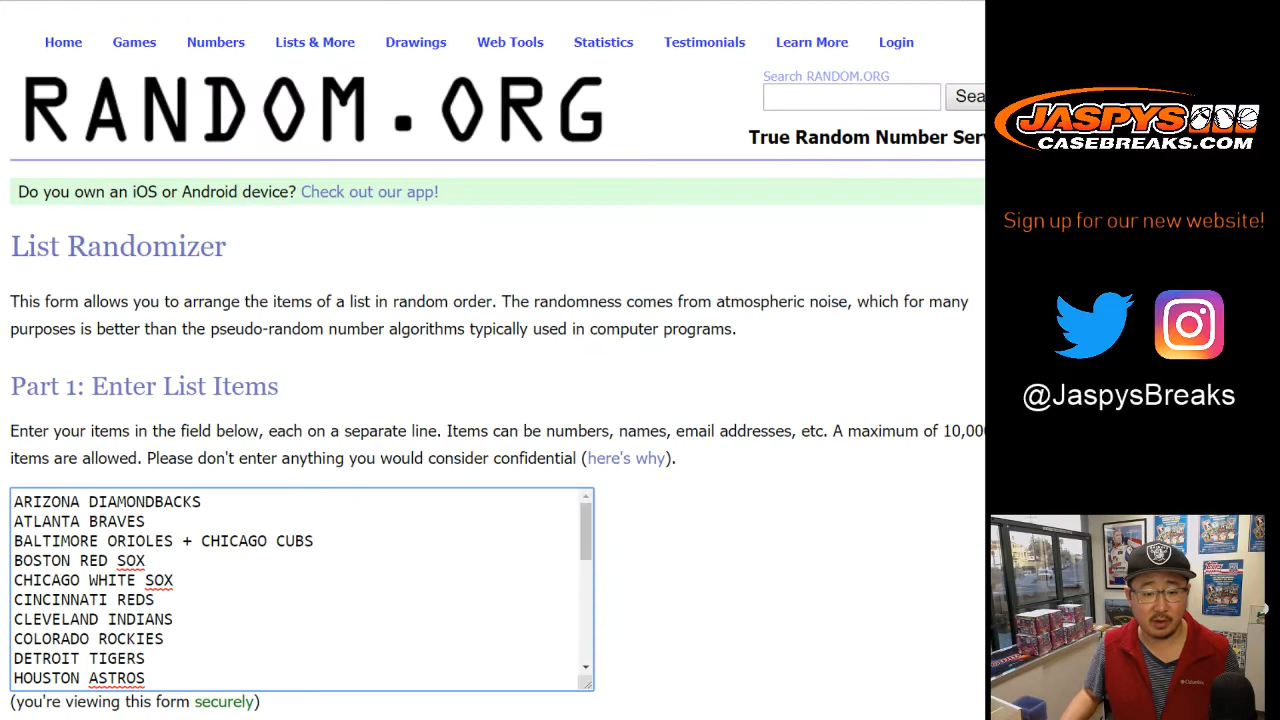 Home Games Numbers Lists & More Drawings Web Tools Statistics Testimonials Learn More Login
RANDOM.ORG
Search RANDOM.ORG
Sea
True Random Number Ser
Do you own an iOS or Android device? Check out our app!
List Randomizer
This form allows you to arrange the items of a list in random order. The randomness comes from atmospheric noise, which for many
purposes is better than the pseudo-random number algorithms typically used in computer programs.
Part 1: Enter List Items
Enter your items in the field below, each on a separate line. Items can be numbers, names, email addresses, etc. A maximum of 10,00
items are allowed. Please don't enter anything you would consider confidential (here's why).
ARIZONA DIAMONDBACKS
ATLANTA BRAVES
BALTIMORE ORIOLES + CHICAGO CUBS
BOSTON RED SOX
CHICAGO WHITE SOX
CINCINNATI REDS
CLEVELAND INDIANS
COLORADO ROCKIES
DETROIT TIGERS
HOUSTON ASTROS
(you're viewing this form securely)
JASPYS
CASEBREAKS.COM
Sign up for our new website!
@JaspysBreaks